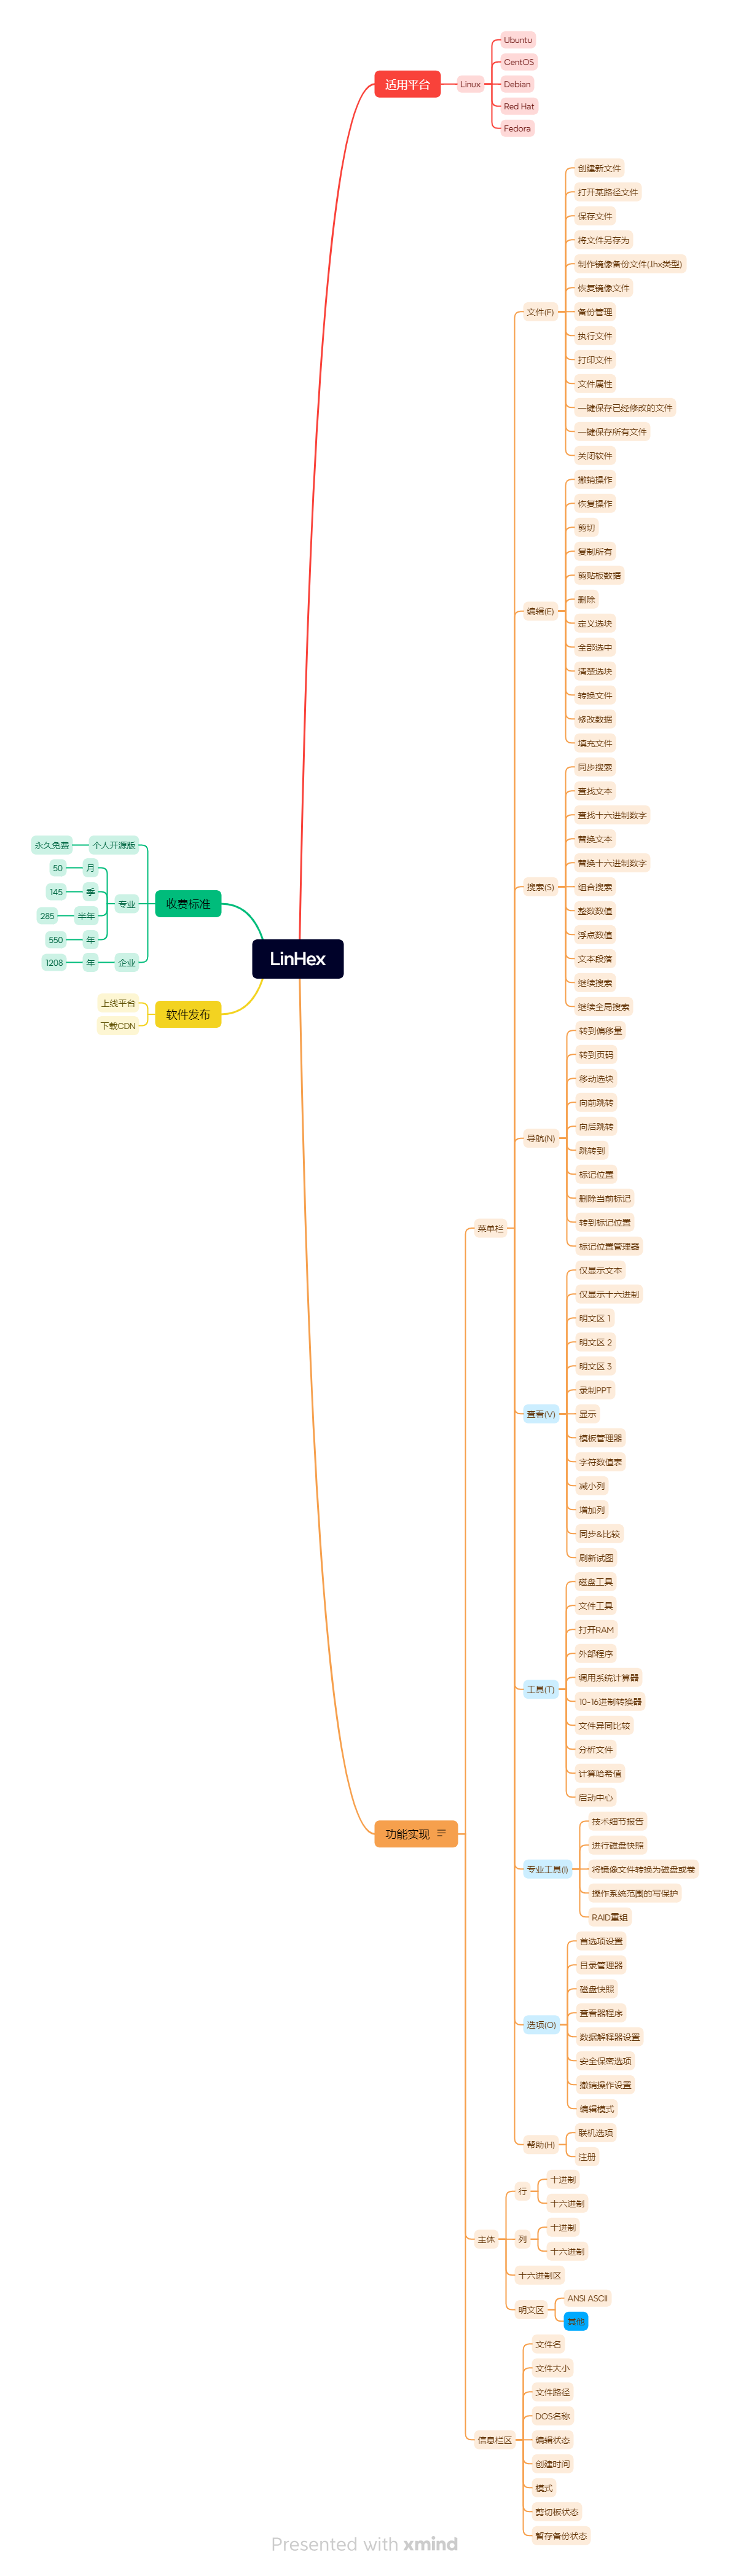 LinHex
适用平台
Linux
Ubuntu
CentOS
Debian
Red Hat
Fedora
收费标准
个人开源版
永久免费
专业
月
50
季
145
半年
285
年
550
企业
年
1208
软件发布
上线平台
下载CDN
功能实现
菜单栏
文件(F)
创建新文件
打开某路径文件
保存文件
将文件另存为
制作镜像备份文件(.lhx类型)
恢复镜像文件
备份管理
执行文件
打印文件
文件属性
一键保存已经修改的文件
一键保存所有文件
关闭软件
编辑(E)
撤销操作
恢复操作
剪切
复制所有
剪贴板数据
删除
定义选块
全部选中
清楚选块
转换文件
修改数据
填充文件
搜索(S)
同步搜索
查找文本
查找十六进制数字
替换文本
替换十六进制数字
组合搜索
整数数值
浮点数值
文本段落
继续搜索
继续全局搜索
导航(N)
转到偏移量
转到页码
移动选块
向前跳转
向后跳转
跳转到
标记位置
删除当前标记
转到标记位置
标记位置管理器
查看(V)
仅显示文本
仅显示十六进制
明文区 1
明文区 2
明文区 3
录制PPT
显示
模板管理器
字符数值表
减小列
增加列
同步&比较
刷新试图
工具(T)
磁盘工具
文件工具
打开RAM
外部程序
调用系统计算器
10-16进制转换器
文件异同比较
分析文件
计算哈希值
启动中心
专业工具(I)
技术细节报告
进行磁盘快照
将镜像文件转换为磁盘或卷
操作系统范围的写保护
RAID重组
选项(O)
首选项设置
目录管理器
磁盘快照
查看器程序
数据解释器设置
安全保密选项
撤销操作设置
编辑模式
帮助(H)
联机选项
注册
主体
行
十进制
十六进制
列
十进制
十六进制
十六进制区
明文区
ANSI ASCII
其他
信息栏区
文件名
文件大小
文件路径
DOS名称
编辑状态
创建时间
模式
剪切板状态
暂存备份状态
Presented with xmind